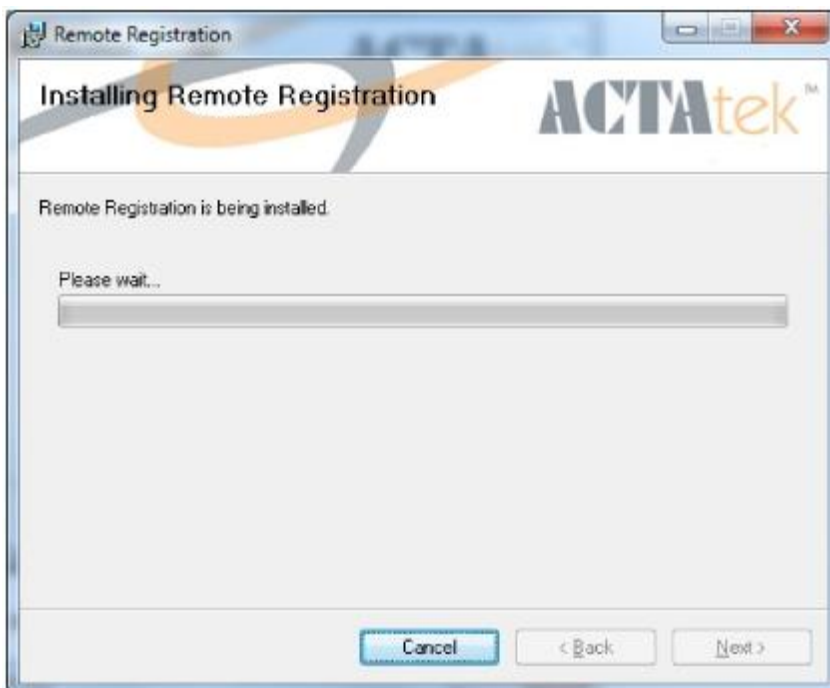 Remote Registration
Installing Remote Registration
ACTAtek™
Remote Registration is being installed.
Please wait...
Cancel
< Back
Next >